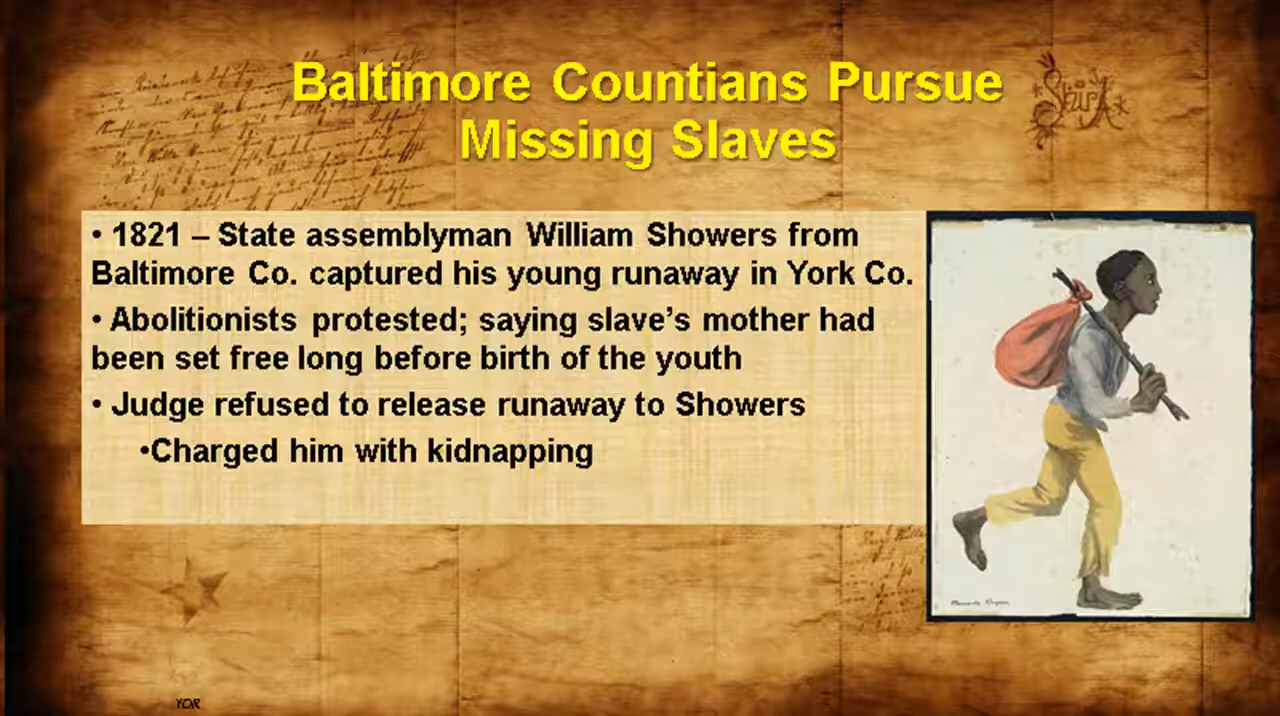 Baltimore Countians Pursue
Missing Slaves
• 1821 – State assemblyman William Showers from
Baltimore Co. captured his young runaway in York Co.
• Abolitionists protested; saying slave's mother had
been set free long before birth of the youth
• Judge refused to release runaway to Showers
•Charged him with kidnapping
YOR